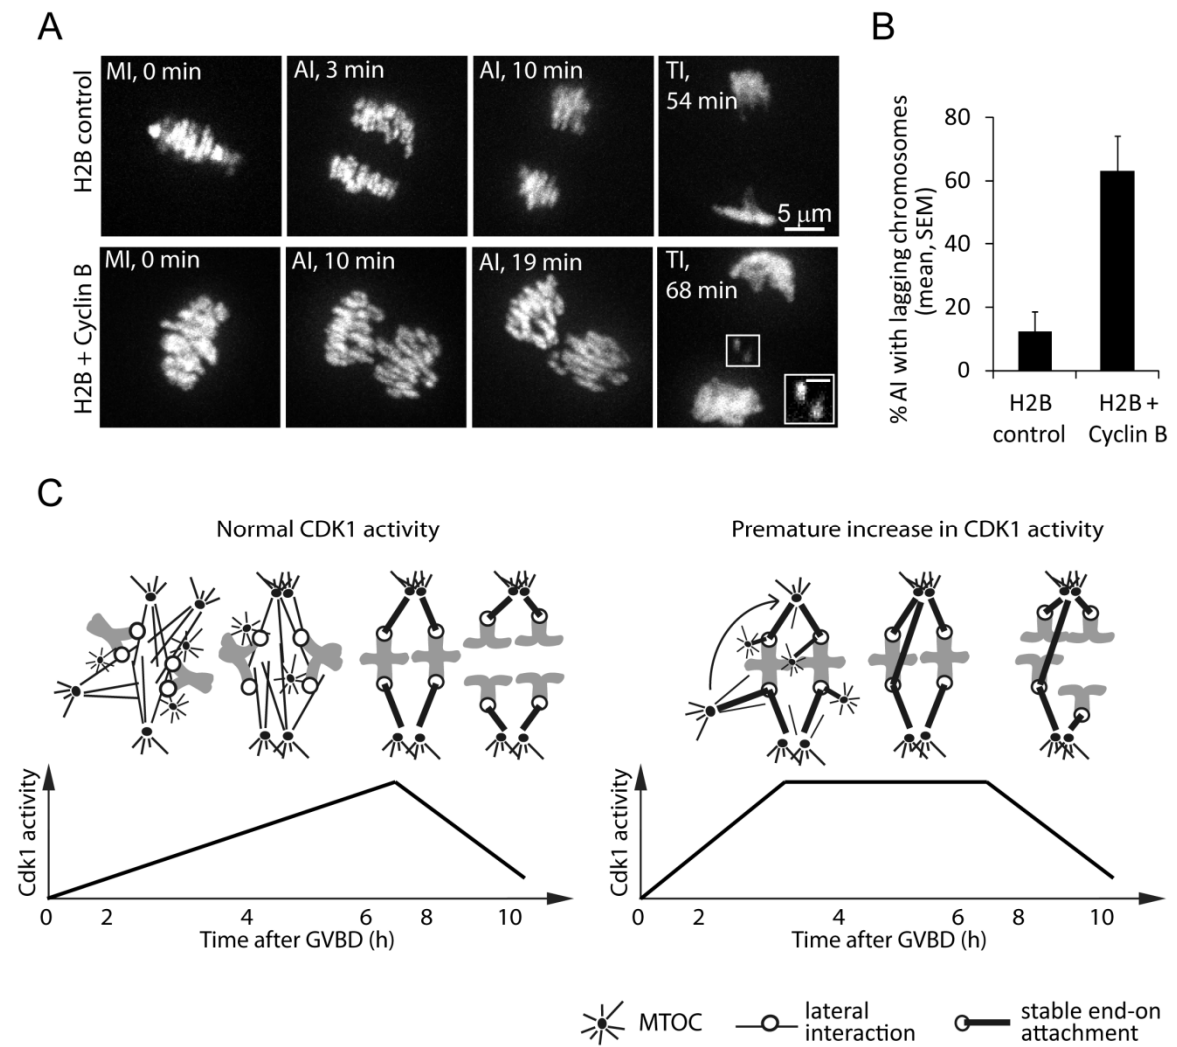 A
H2B control
MI, 0 min
AI, 3 min
AI, 10 min
TI,
54 min
5 μm
H2B + Cyclin B
MI, 0 min
AI, 10 min
AI, 19 min
TI,
68 min
B
% AI with lagging chromosomes
(mean, SEM)
80
60
40
20
0
H2B
control
H2B +
Cyclin B
C
Normal CDK1 activity
Cdk1 activity
0 2 4 6 8 10
Time after GVBD (h)
Premature increase in CDK1 activity
Cdk1 activity
0 2 4 6 8 10
Time after GVBD (h)
MTOC
lateral
interaction
stable end-on
attachment